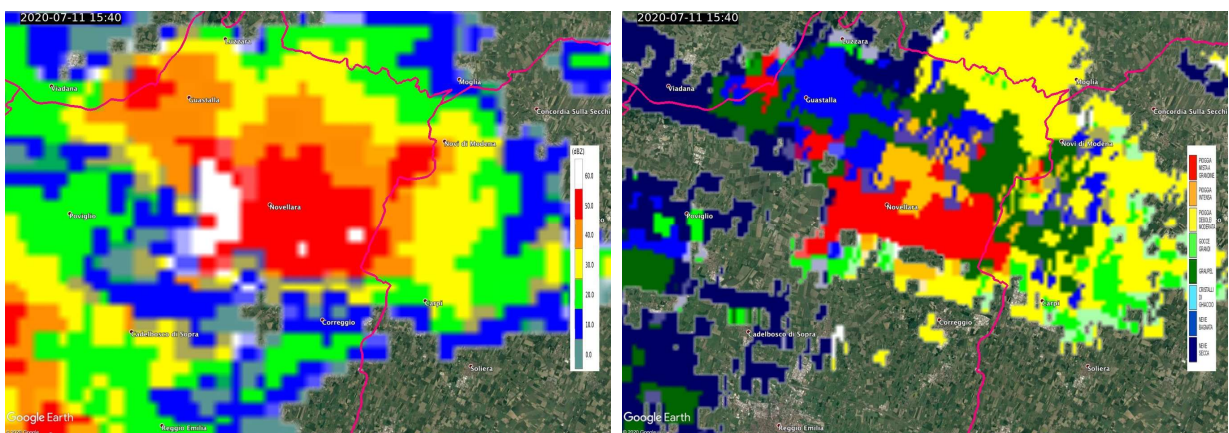 2020-07-11 15:40
Luzzara
Viadana
Moglia
Guastalla
Concordia Sulla Secchi
Novi di Modena
(dBZ)
60.0
50.0
40.0
30.0
20.0
10.0
0.0
Poviglio
Novellara
Carpi
Cadelbosco di Sopra
Correggio
Soliera
Google Earth
Reggio Emilia
2020-07-11 15:40
Luzzara
Viadana
Moglia
Guastalla
Concordia Sulla Secchi
Novi di Modena
PIOGGIA
MISTA A
GRANDINE
PIOGGIA
INTENSA
PIOGGIA
DEBOLE/
MODERATA
GOCCE
GRANDI
GRAUPEL
CRISTALLI
DI
GHIACCIO
NEVE
BAGNATA
NEVE
SECCA
Poviglio
Novellara
Carpi
Cadelbosco di Sopra
Correggio
Soliera
Google Earth
Reggio Emilia